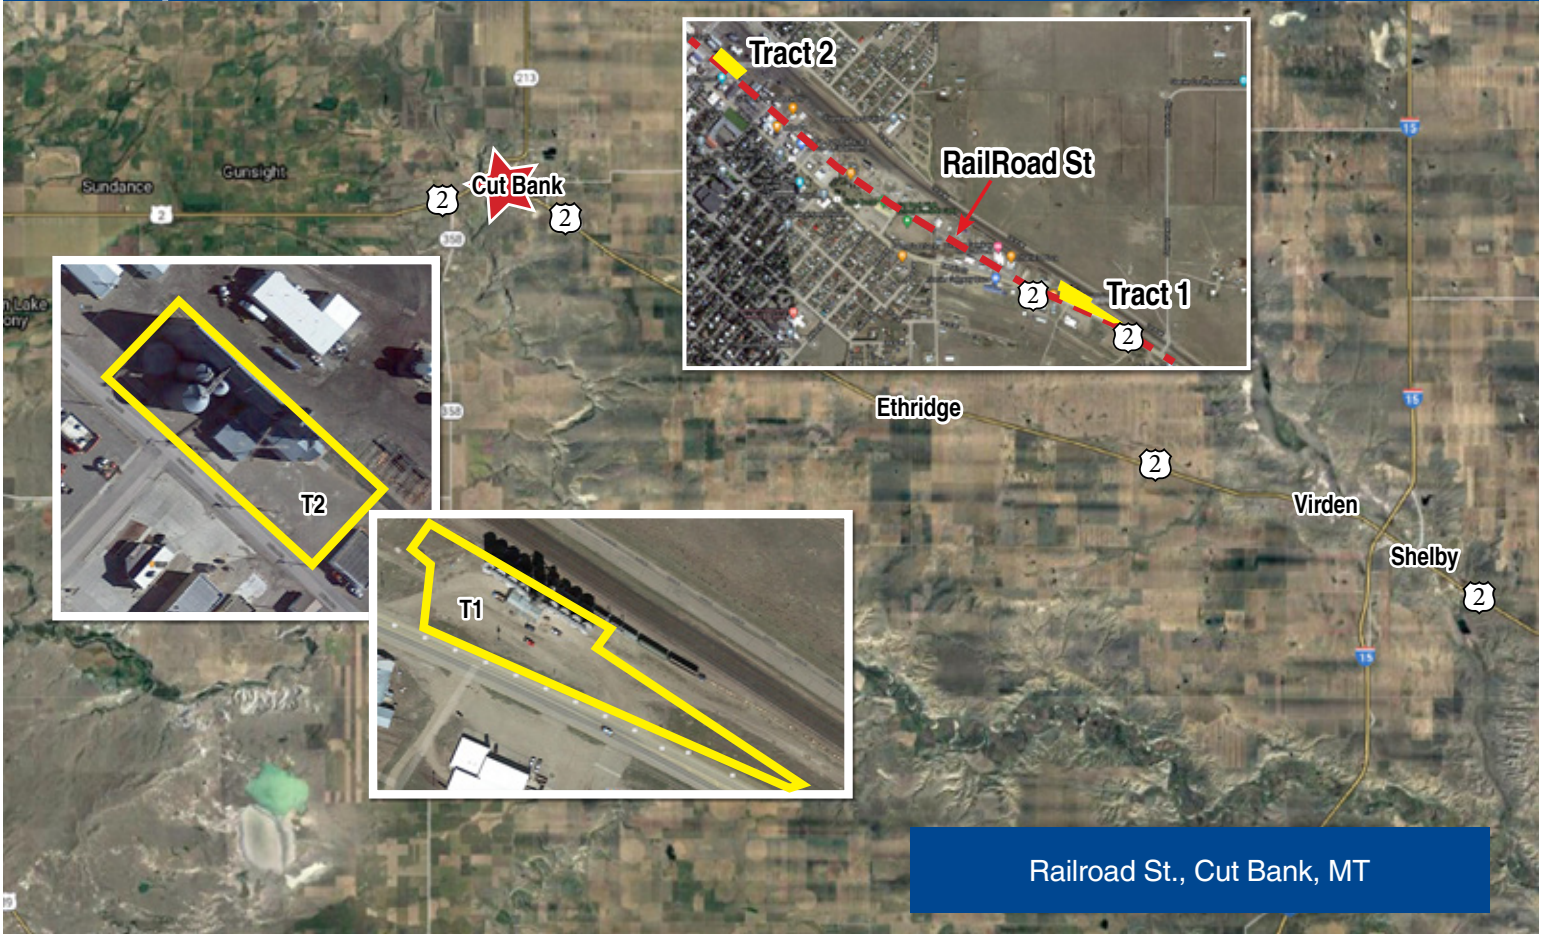 Tract 2
213
15
RailRoad St
Gunsight
Sundance
Cut Bank
2
2
2
358
2
Tract 1
2
15
358
Ethridge
2
T2
Virden
Shelby
2
T1
15
Railroad St., Cut Bank, MT